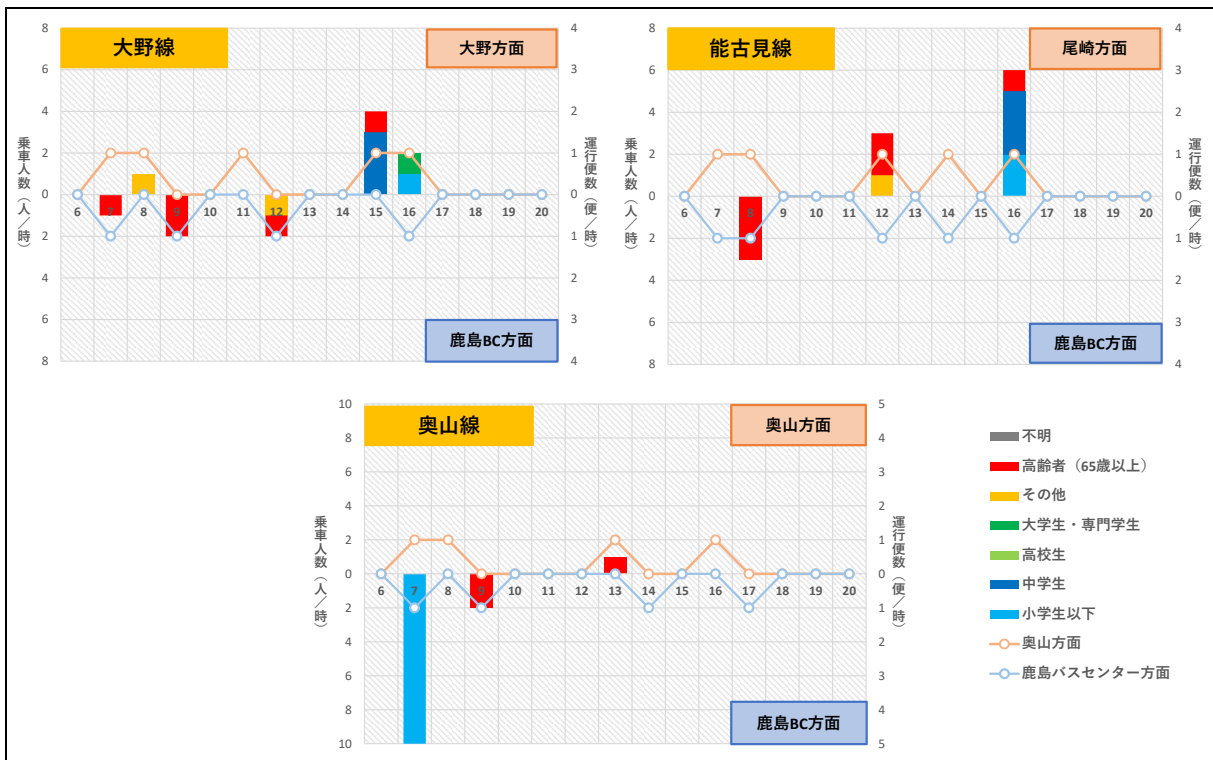 大野線
大野方面
8
6
4
2
0
2
4
6
8
乗車人数（人／時）
6 7 8 9 10 11 12 13 14 15 16 17 18 19 20
4
3
2
1
0
1
2
3
4
運行便数（便／時）
鹿島BC方面
能古見線
尾崎方面
8
6
4
2
0
2
4
6
8
乗車人数（人／時）
6 7 8 9 10 11 12 13 14 15 16 17 18 19 20
4
3
2
1
0
1
2
3
4
運行便数（便／時）
鹿島BC方面
奥山線
奥山方面
10
8
6
4
2
0
2
4
6
8
10
乗車人数（人／時）
6 7 8 9 10 11 12 13 14 15 16 17 18 19 20
5
4
3
2
1
0
1
2
3
4
5
運行便数（便／時）
鹿島BC方面
不明
高齢者（65歳以上）
その他
大学生・専門学生
高校生
中学生
小学生以下
奥山方面
鹿島バスセンター方面